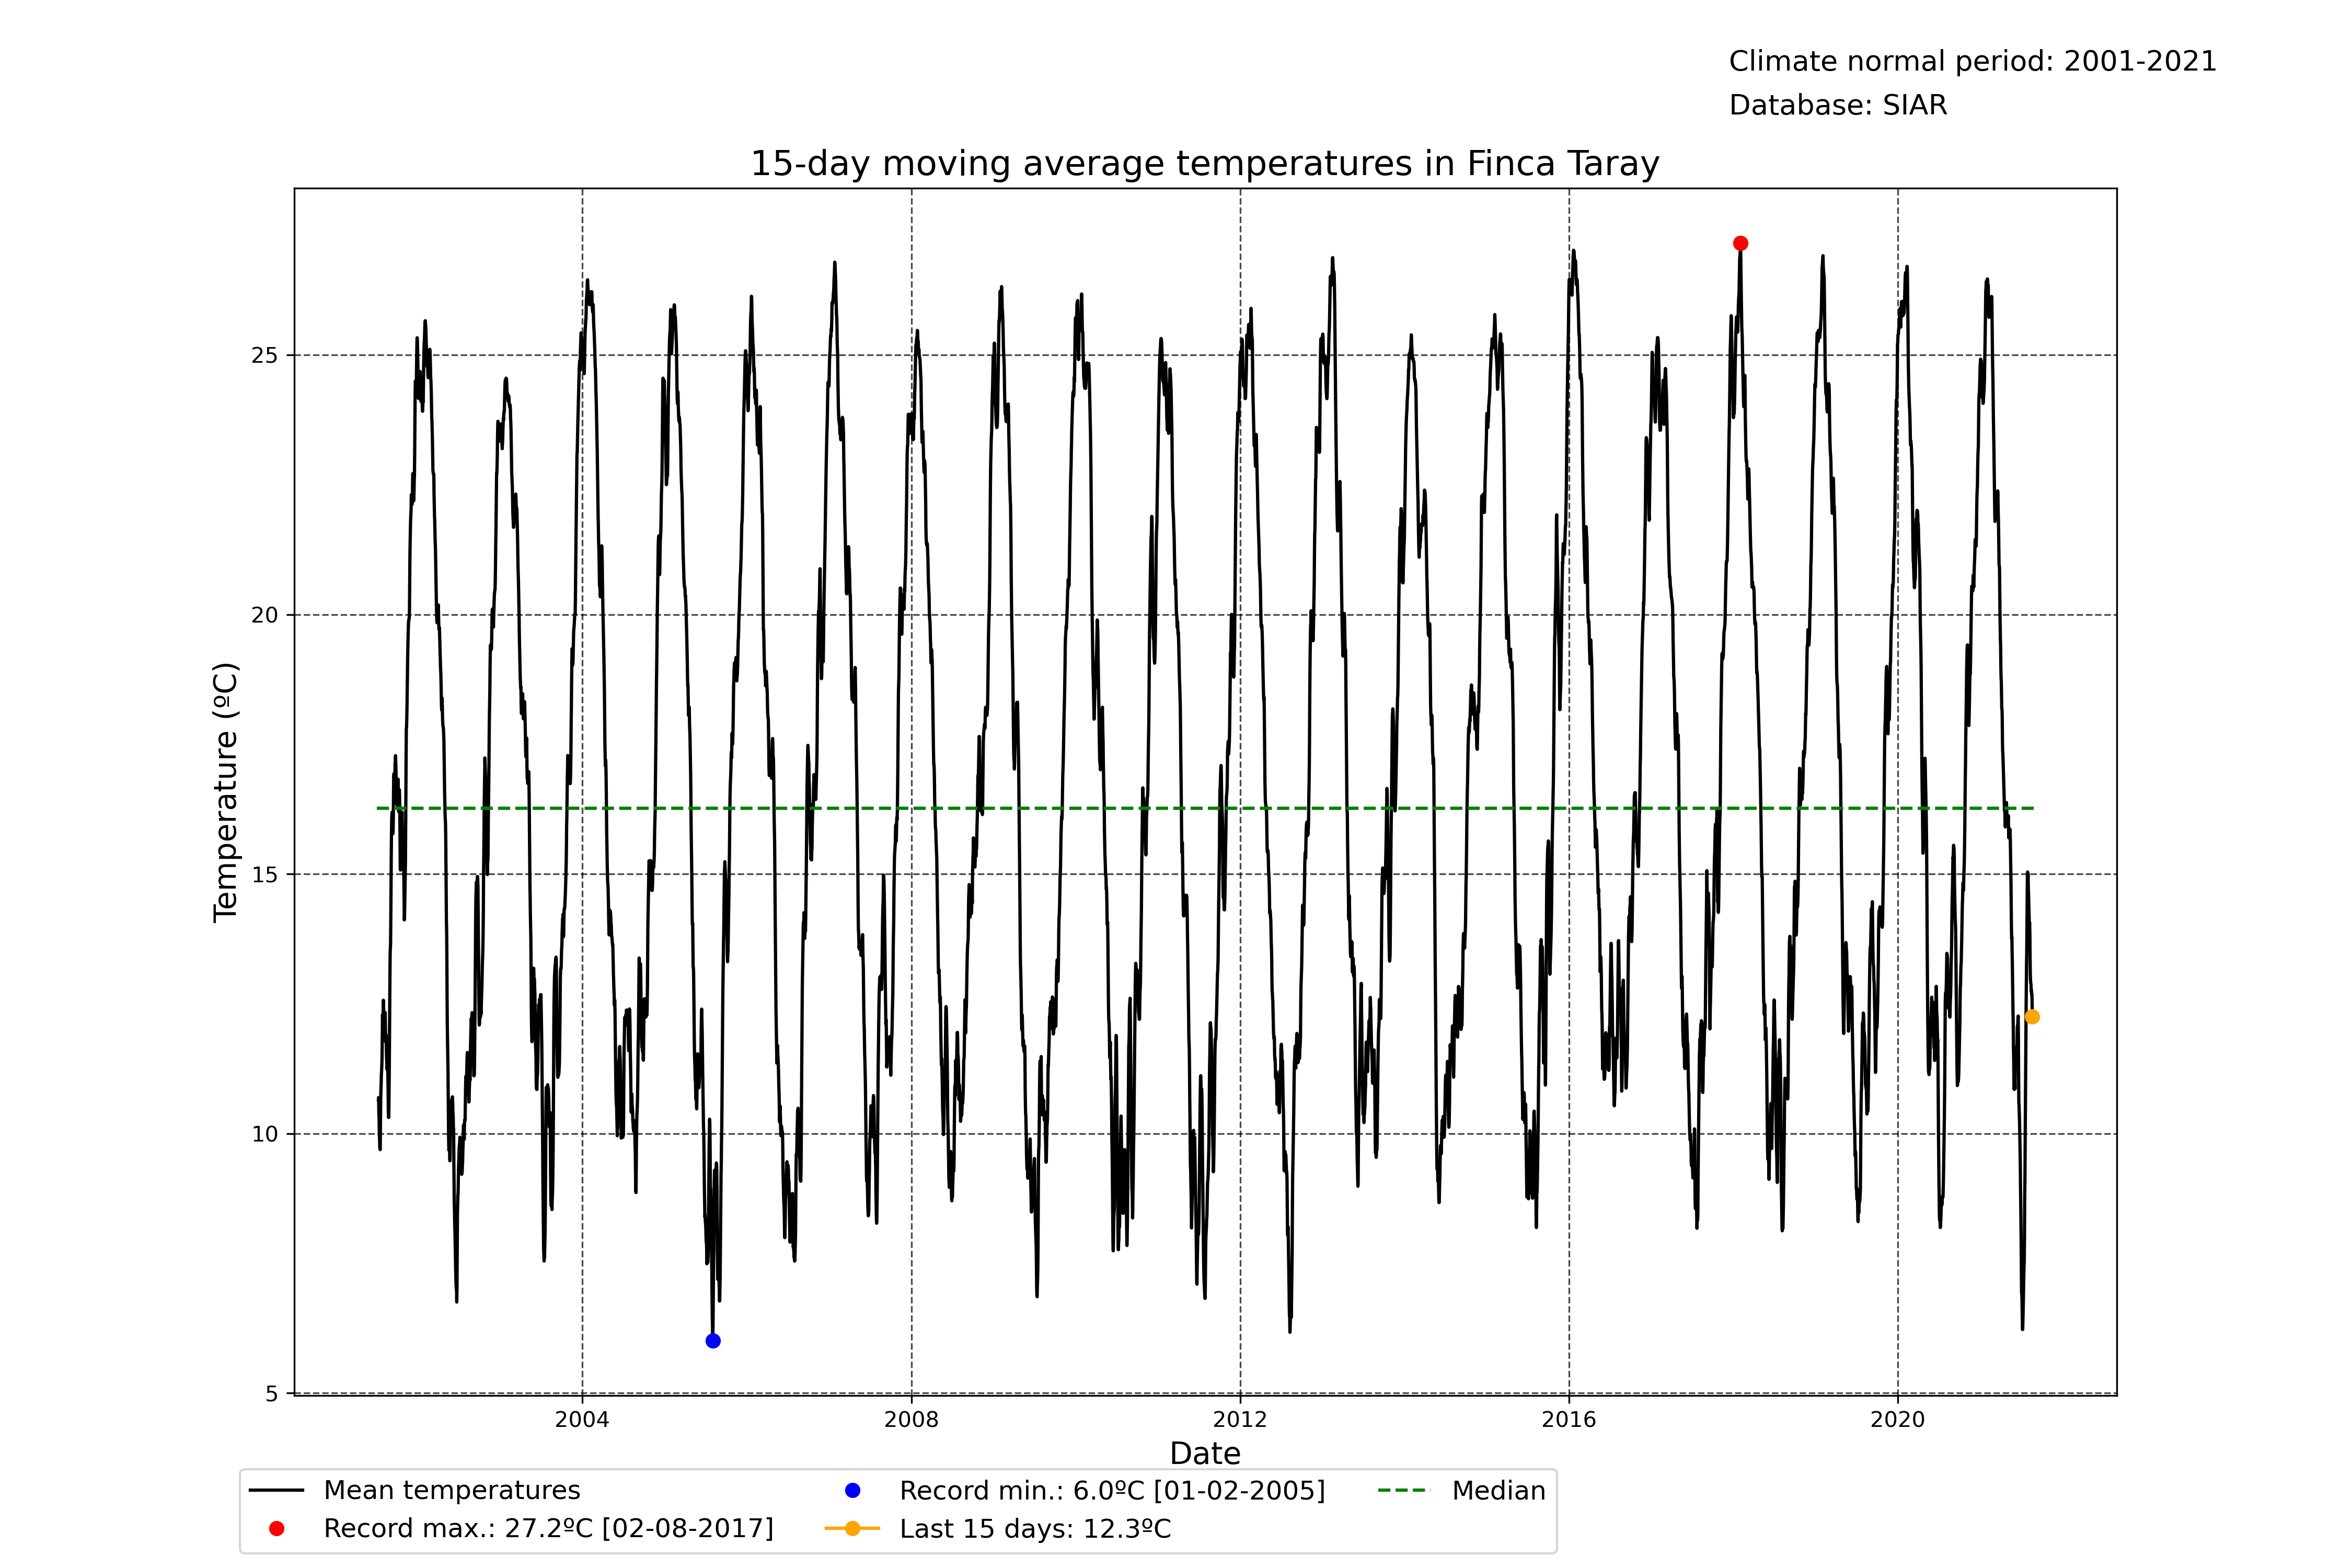 Climate normal period: 2001-2021
Database: SIAR
15-day moving average temperatures in Finca Taray
Temperature (ºC)
25
20
15
10
5
2004 2008 2012 2016 2020
Date
Mean temperatures
Record max.: 27.2ºC [02-08-2017]
Record min.: 6.0ºC [01-02-2005]
Last 15 days: 12.3ºC
Median